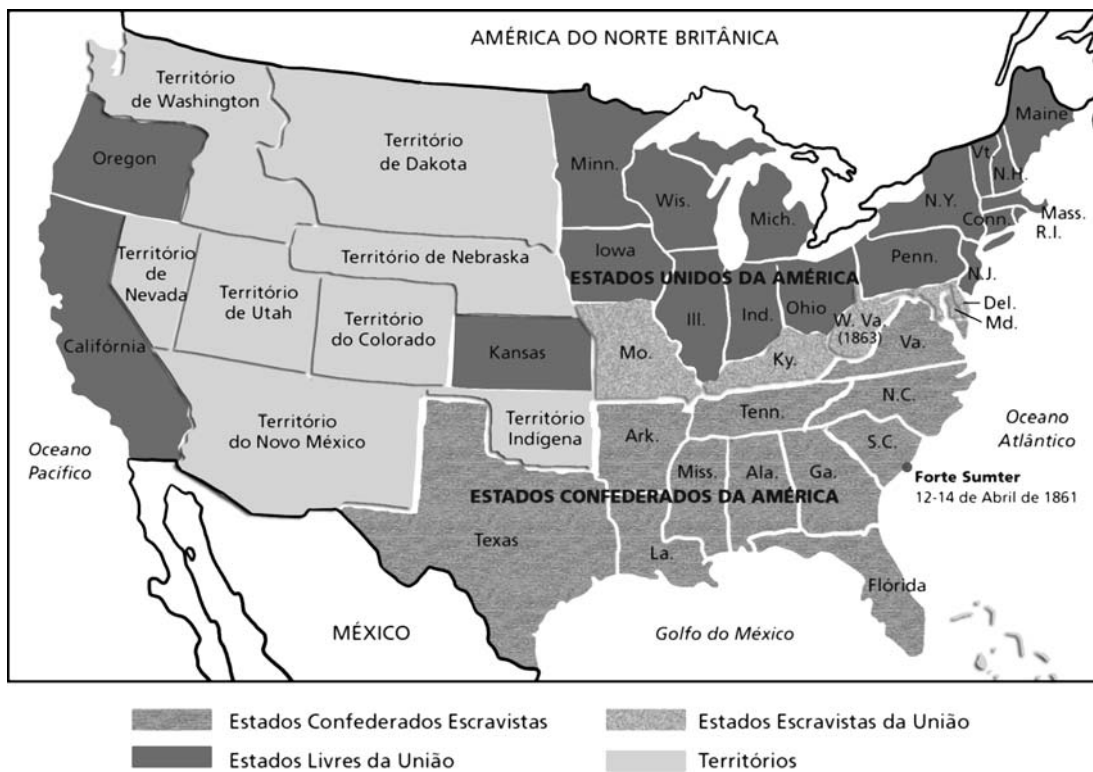 AMÉRICA DO NORTE BRITÂNICA
Território
de Washington
Oregon
Território
de Dakota
Minn.
Wis.
Mich.
Maine
Vt.
N.H.
N.Y.
Mass.
Conn.
R.I.
Território
de
Nevada
Território de Nebraska
Iowa
ESTADOS UNIDOS DA AMÉRICA
Penn.
N.J.
Território
de Utah
Território
do Colorado
Califórnia
Kansas
Mo.
Ill.
Ind.
Ohio
W. Va.
(1863)
Del.
Md.
Ky.
Va.
Território
do Novo México
Território
Indígena
Tenn.
N.C.
Ark.
Miss.
Ala.
Ga.
S.C.
Oceano
Pacífico
Oceano
Atlântico
Forte Sumter
12-14 de Abril de 1861
ESTADOS CONFEDERADOS DA AMÉRICA
Texas
La.
Flórida
MÉXICO
Golfo do México
Estados Confederados Escravistas
Estados Escravistas da União
Estados Livres da União
Territórios